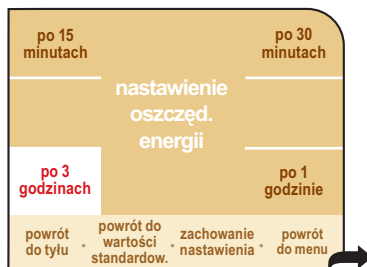 po 15
minutach
po 30
minutach
nastawienie
oszczęd.
energii
po 3
godzinach
po 1
godzinie
powrót
do tyłu
powrót do
wartości
standardow.
zachowanie
nastawienia
powrót
do menu